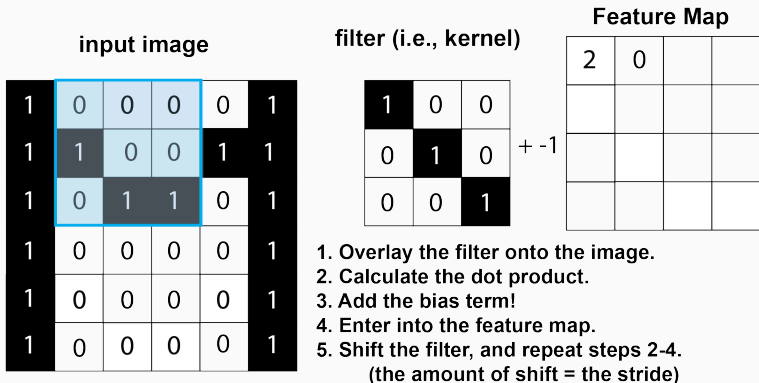 Feature Map
input image
filter (i.e., kernel)
2 0
1 0 0 0 0 1
1 0 0
1 1 0 0 1 1
0 1 0
+ -1
1 0 1 1 0 1
0 0 1
1 0 0 0 0 1
1 0 0 0 0 1
1 0 0 0 0 1
1. Overlay the filter onto the image.
2. Calculate the dot product.
3. Add the bias term!
4. Enter into the feature map.
5. Shift the filter, and repeat steps 2-4.
(the amount of shift = the stride)